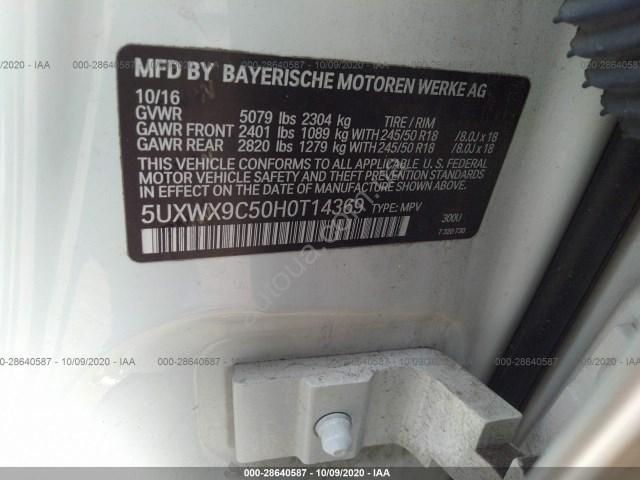 000-28640587 - 10/09/2020 - IAA
MFD BY BAYERISCHE MOTOREN WERKE AG
10/16
GVWR 5079 lbs 2304 kg TIRE / RIM
GAWR FRONT 2401 lbs 1089 kg WITH 245/50 R18 /8.0J x 18
GAWR REAR 2820 lbs 1279 kg WITH 245/50 R18 /8.0J x 18
THIS VEHICLE CONFORMS TO ALL APPLICABLE U.S. FEDERAL
MOTOR VEHICLE SAFETY AND THEFT PREVENTION STANDARDS
IN EFFECT ON THE DATE OF MANUFACTURE SHOWN ABOVE.
5UXWX9C50H0T14369 TYPE: MPV 300U
7 320 730
autoua.com
000-28640587 - 10/09/2020 - IAA
000-28640587 - 10/09/2020 - IAA
000-28640587 - 10/09/2020 - IAA
000-28640587 - 10/09/2020 - IAA